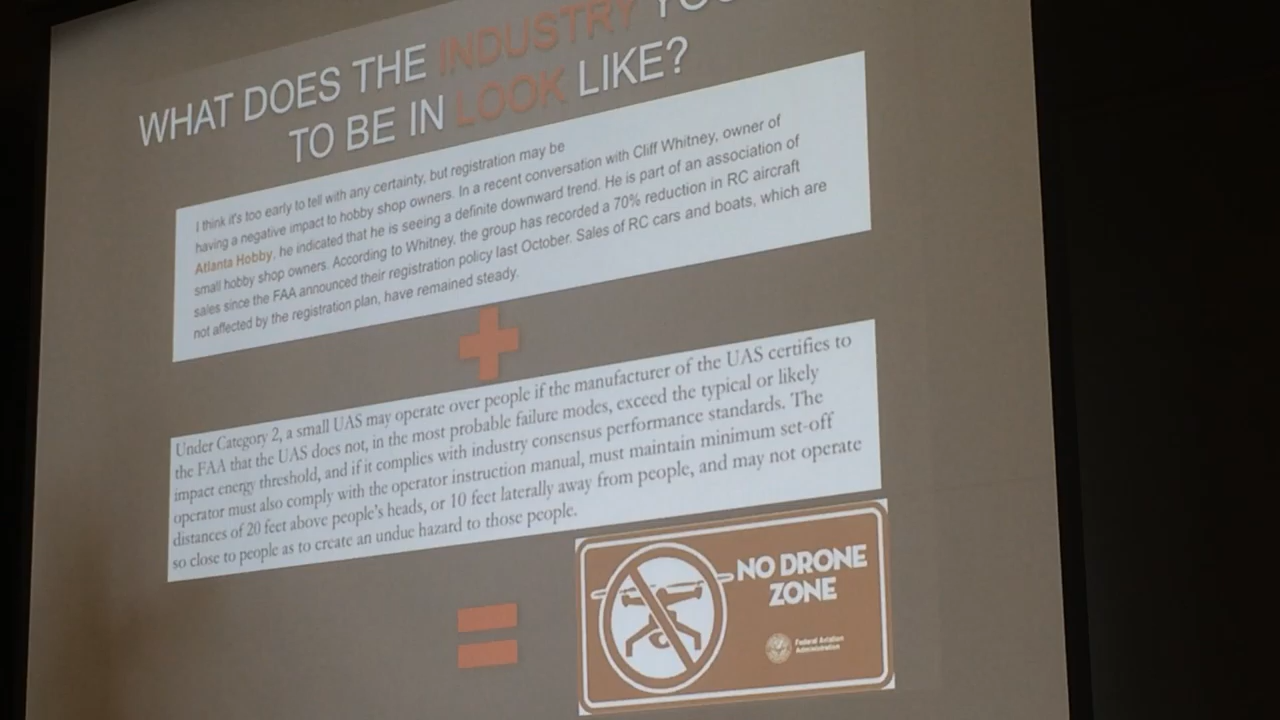 WHAT DOES THE INDUSTRY
TO BE IN LOOK LIKE?
I think it's too early to tell with any certainty, but registration may be
having a negative impact to hobby shop owners. In a recent conversation with Cliff Whitney, owner of
Atlanta Hobby, he indicated that he is seeing a definite downward trend. He is part of an association of
small hobby shop owners. According to Whitney, the group has recorded a 70% reduction in RC aircraft
sales since the FAA announced their registration policy last October. Sales of RC cars and boats, which are
not affected by the registration plan, have remained steady.
Under Category 2, a small UAS may operate over people if the manufacturer of the UAS certifies to
the FAA that the UAS does not, in the most probable failure modes, exceed the typical or likely
impact energy threshold, and if it complies with industry consensus performance standards. The
operator must also comply with the operator instruction manual, must maintain minimum set-off
distances of 20 feet above people's heads, or 10 feet laterally away from people, and may not operate
so close to people as to create an undue hazard to those people.
NO DRONE
ZONE
Federal Aviation
Administration